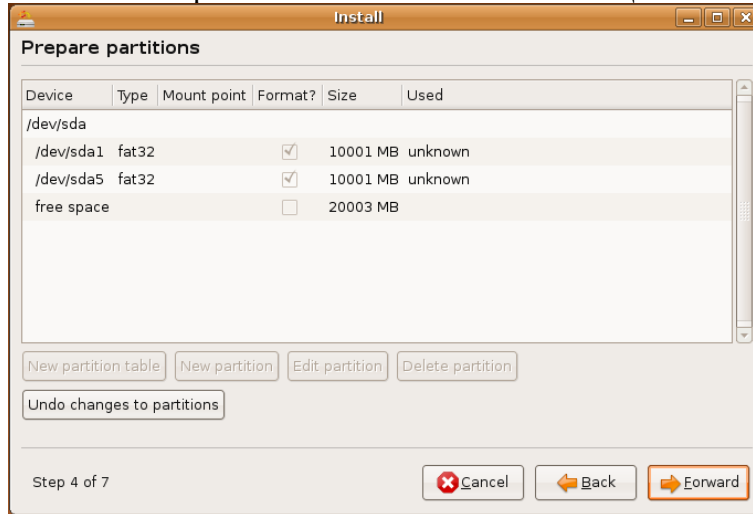 Install
Prepare partitions
Device Type Mount point Format? Size Used
/dev/sda
/dev/sda1 fat32 10001 MB unknown
/dev/sda5 fat32 10001 MB unknown
free space 20003 MB
New partition table New partition Edit partition Delete partition
Undo changes to partitions
Step 4 of 7 Cancel Back Forward